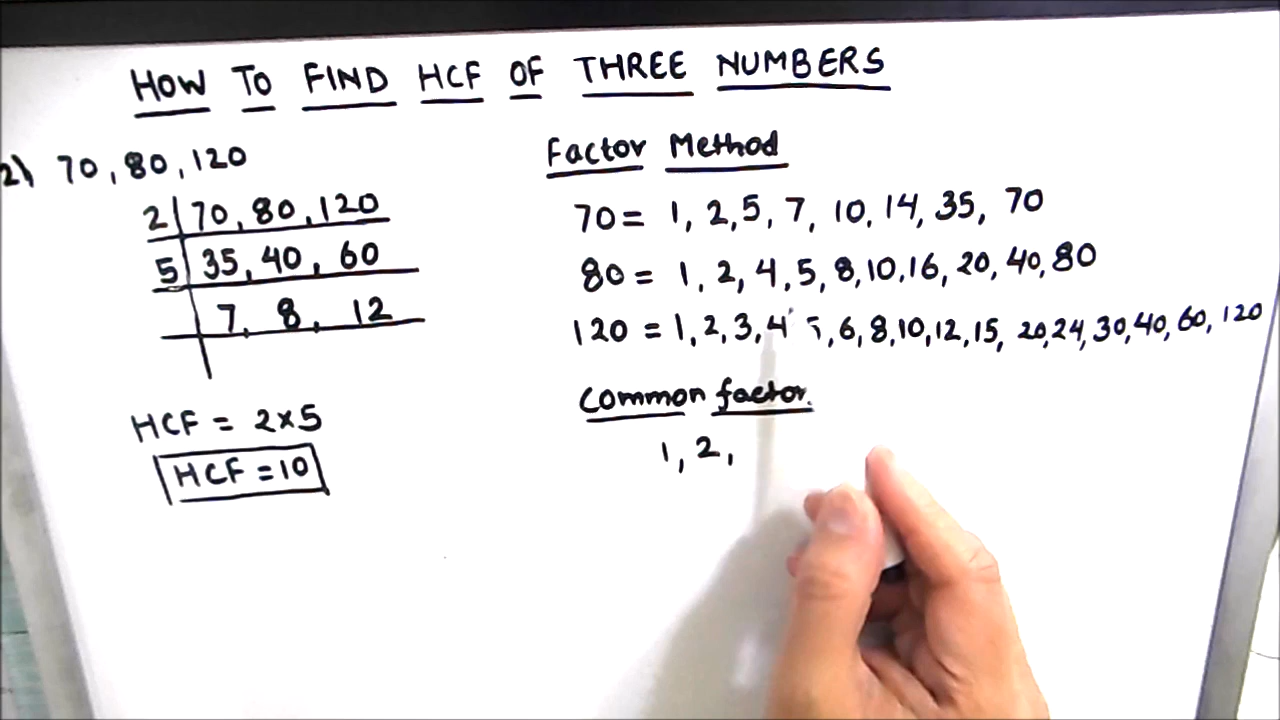 HOW TO FIND HCF OF THREE NUMBERS
2) 70, 80, 120
2 70, 80, 120
5 35, 40, 60
7, 8, 12
HCF = 2×5
HCF = 10
Factor Method
70 = 1, 2, 5, 7, 10, 14, 35, 70
80 = 1, 2, 4, 5, 8, 10, 16, 20, 40, 80
120 = 1, 2, 3, 4 5, 6, 8, 10, 12, 15, 20, 24, 30, 40, 60, 120
Common factor.
1, 2,